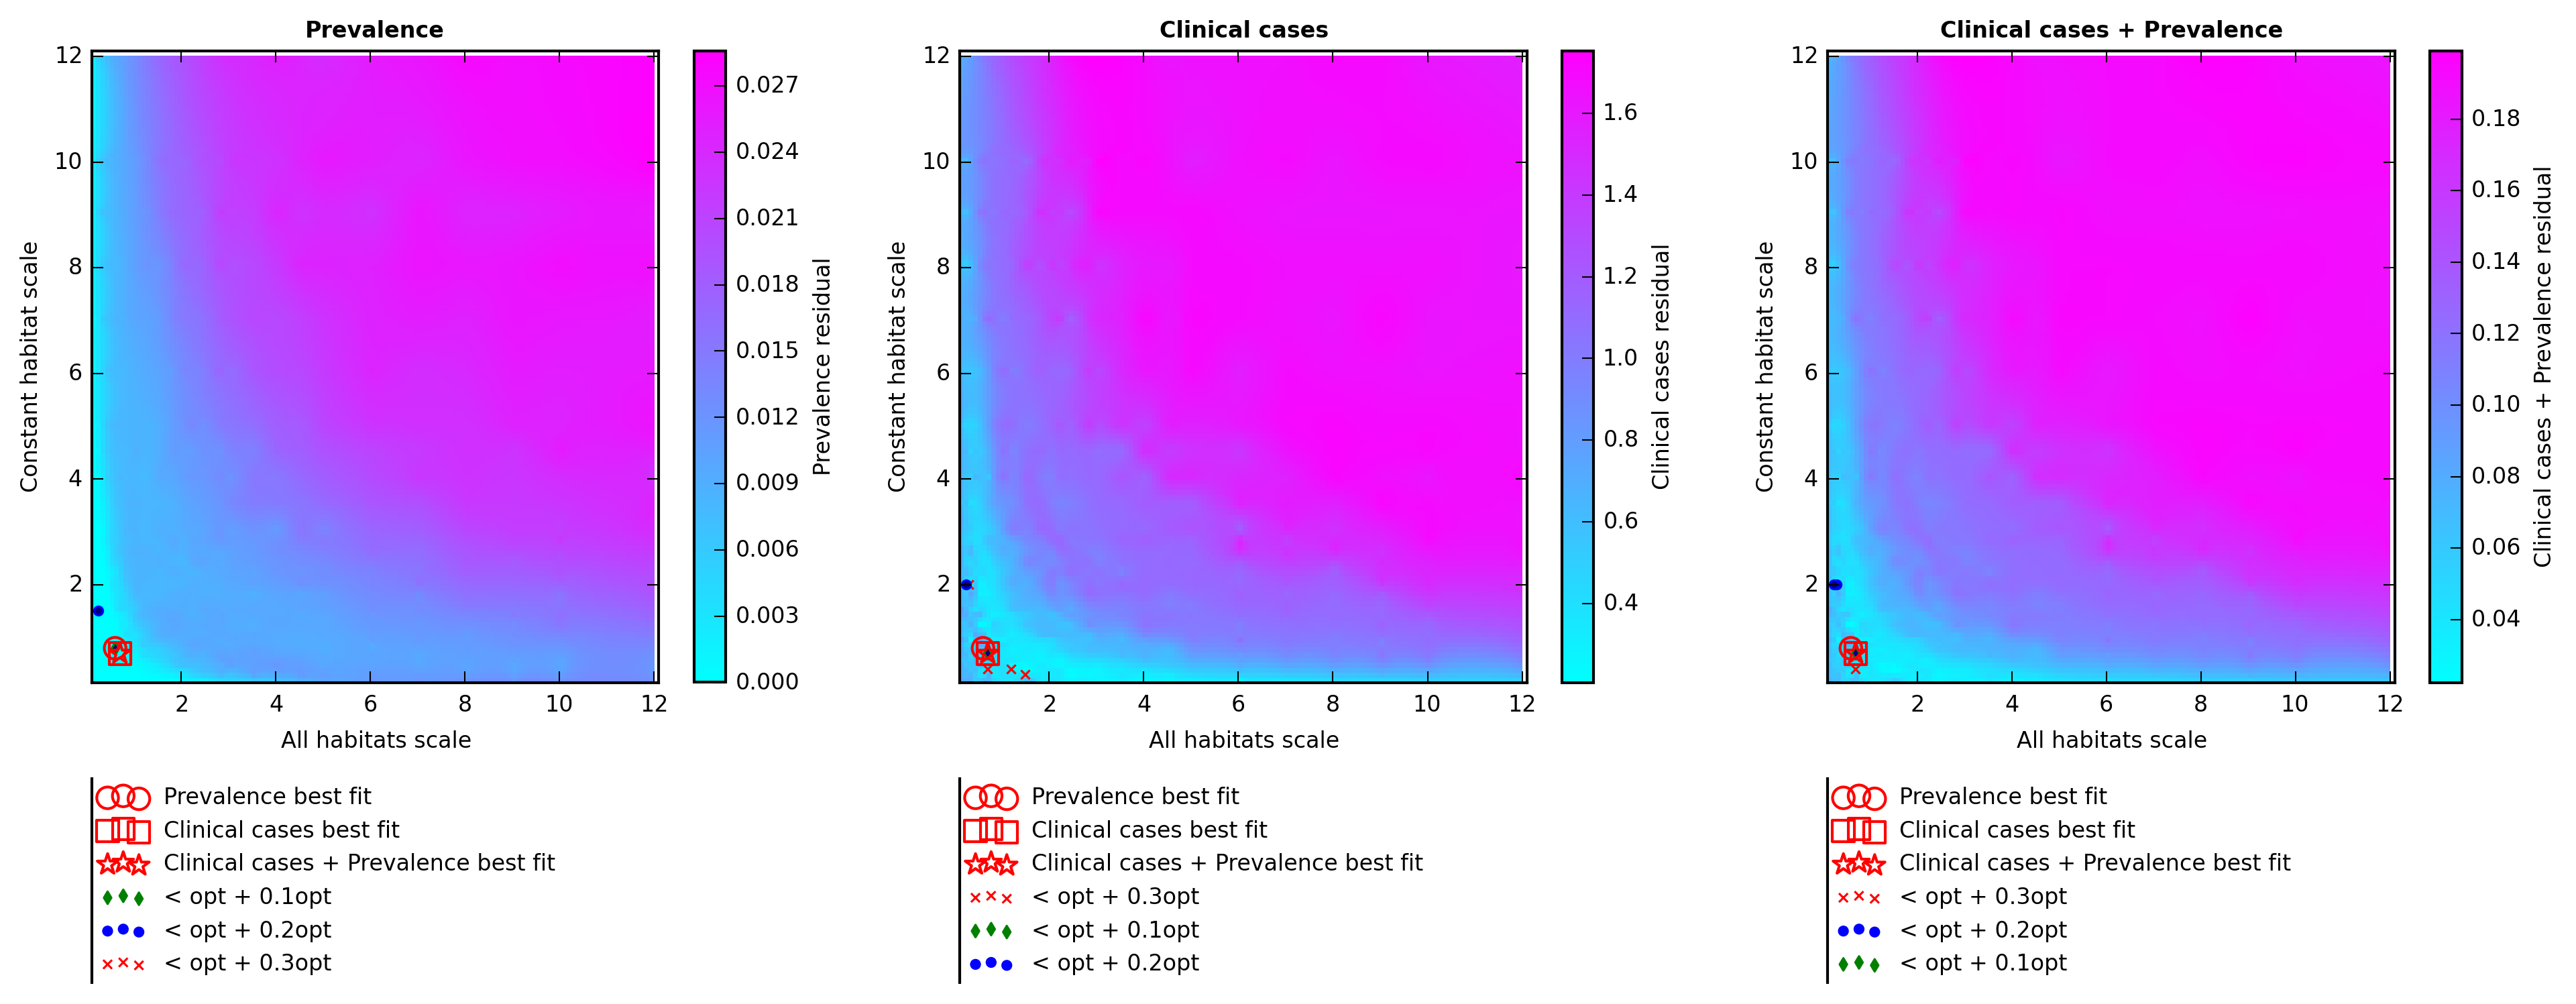 Prevalence
12
10
8
6
4
2
Constant habitat scale
2 4 6 8 10 12
All habitats scale
0.027
0.024
0.021
0.018
0.015
0.012
0.009
0.006
0.003
0.000
Prevalence residual
Prevalence best fit
Clinical cases best fit
Clinical cases + Prevalence best fit
< opt + 0.1opt
< opt + 0.2opt
< opt + 0.3opt
Clinical cases
12
10
8
6
4
2
Constant habitat scale
2 4 6 8 10 12
All habitats scale
1.6
1.4
1.2
1.0
0.8
0.6
0.4
Clinical cases residual
Prevalence best fit
Clinical cases best fit
Clinical cases + Prevalence best fit
< opt + 0.3opt
< opt + 0.1opt
< opt + 0.2opt
Clinical cases + Prevalence
12
10
8
6
4
2
Constant habitat scale
2 4 6 8 10 12
All habitats scale
0.18
0.16
0.14
0.12
0.10
0.08
0.06
0.04
Clinical cases + Prevalence residual
Prevalence best fit
Clinical cases best fit
Clinical cases + Prevalence best fit
< opt + 0.3opt
< opt + 0.2opt
< opt + 0.1opt